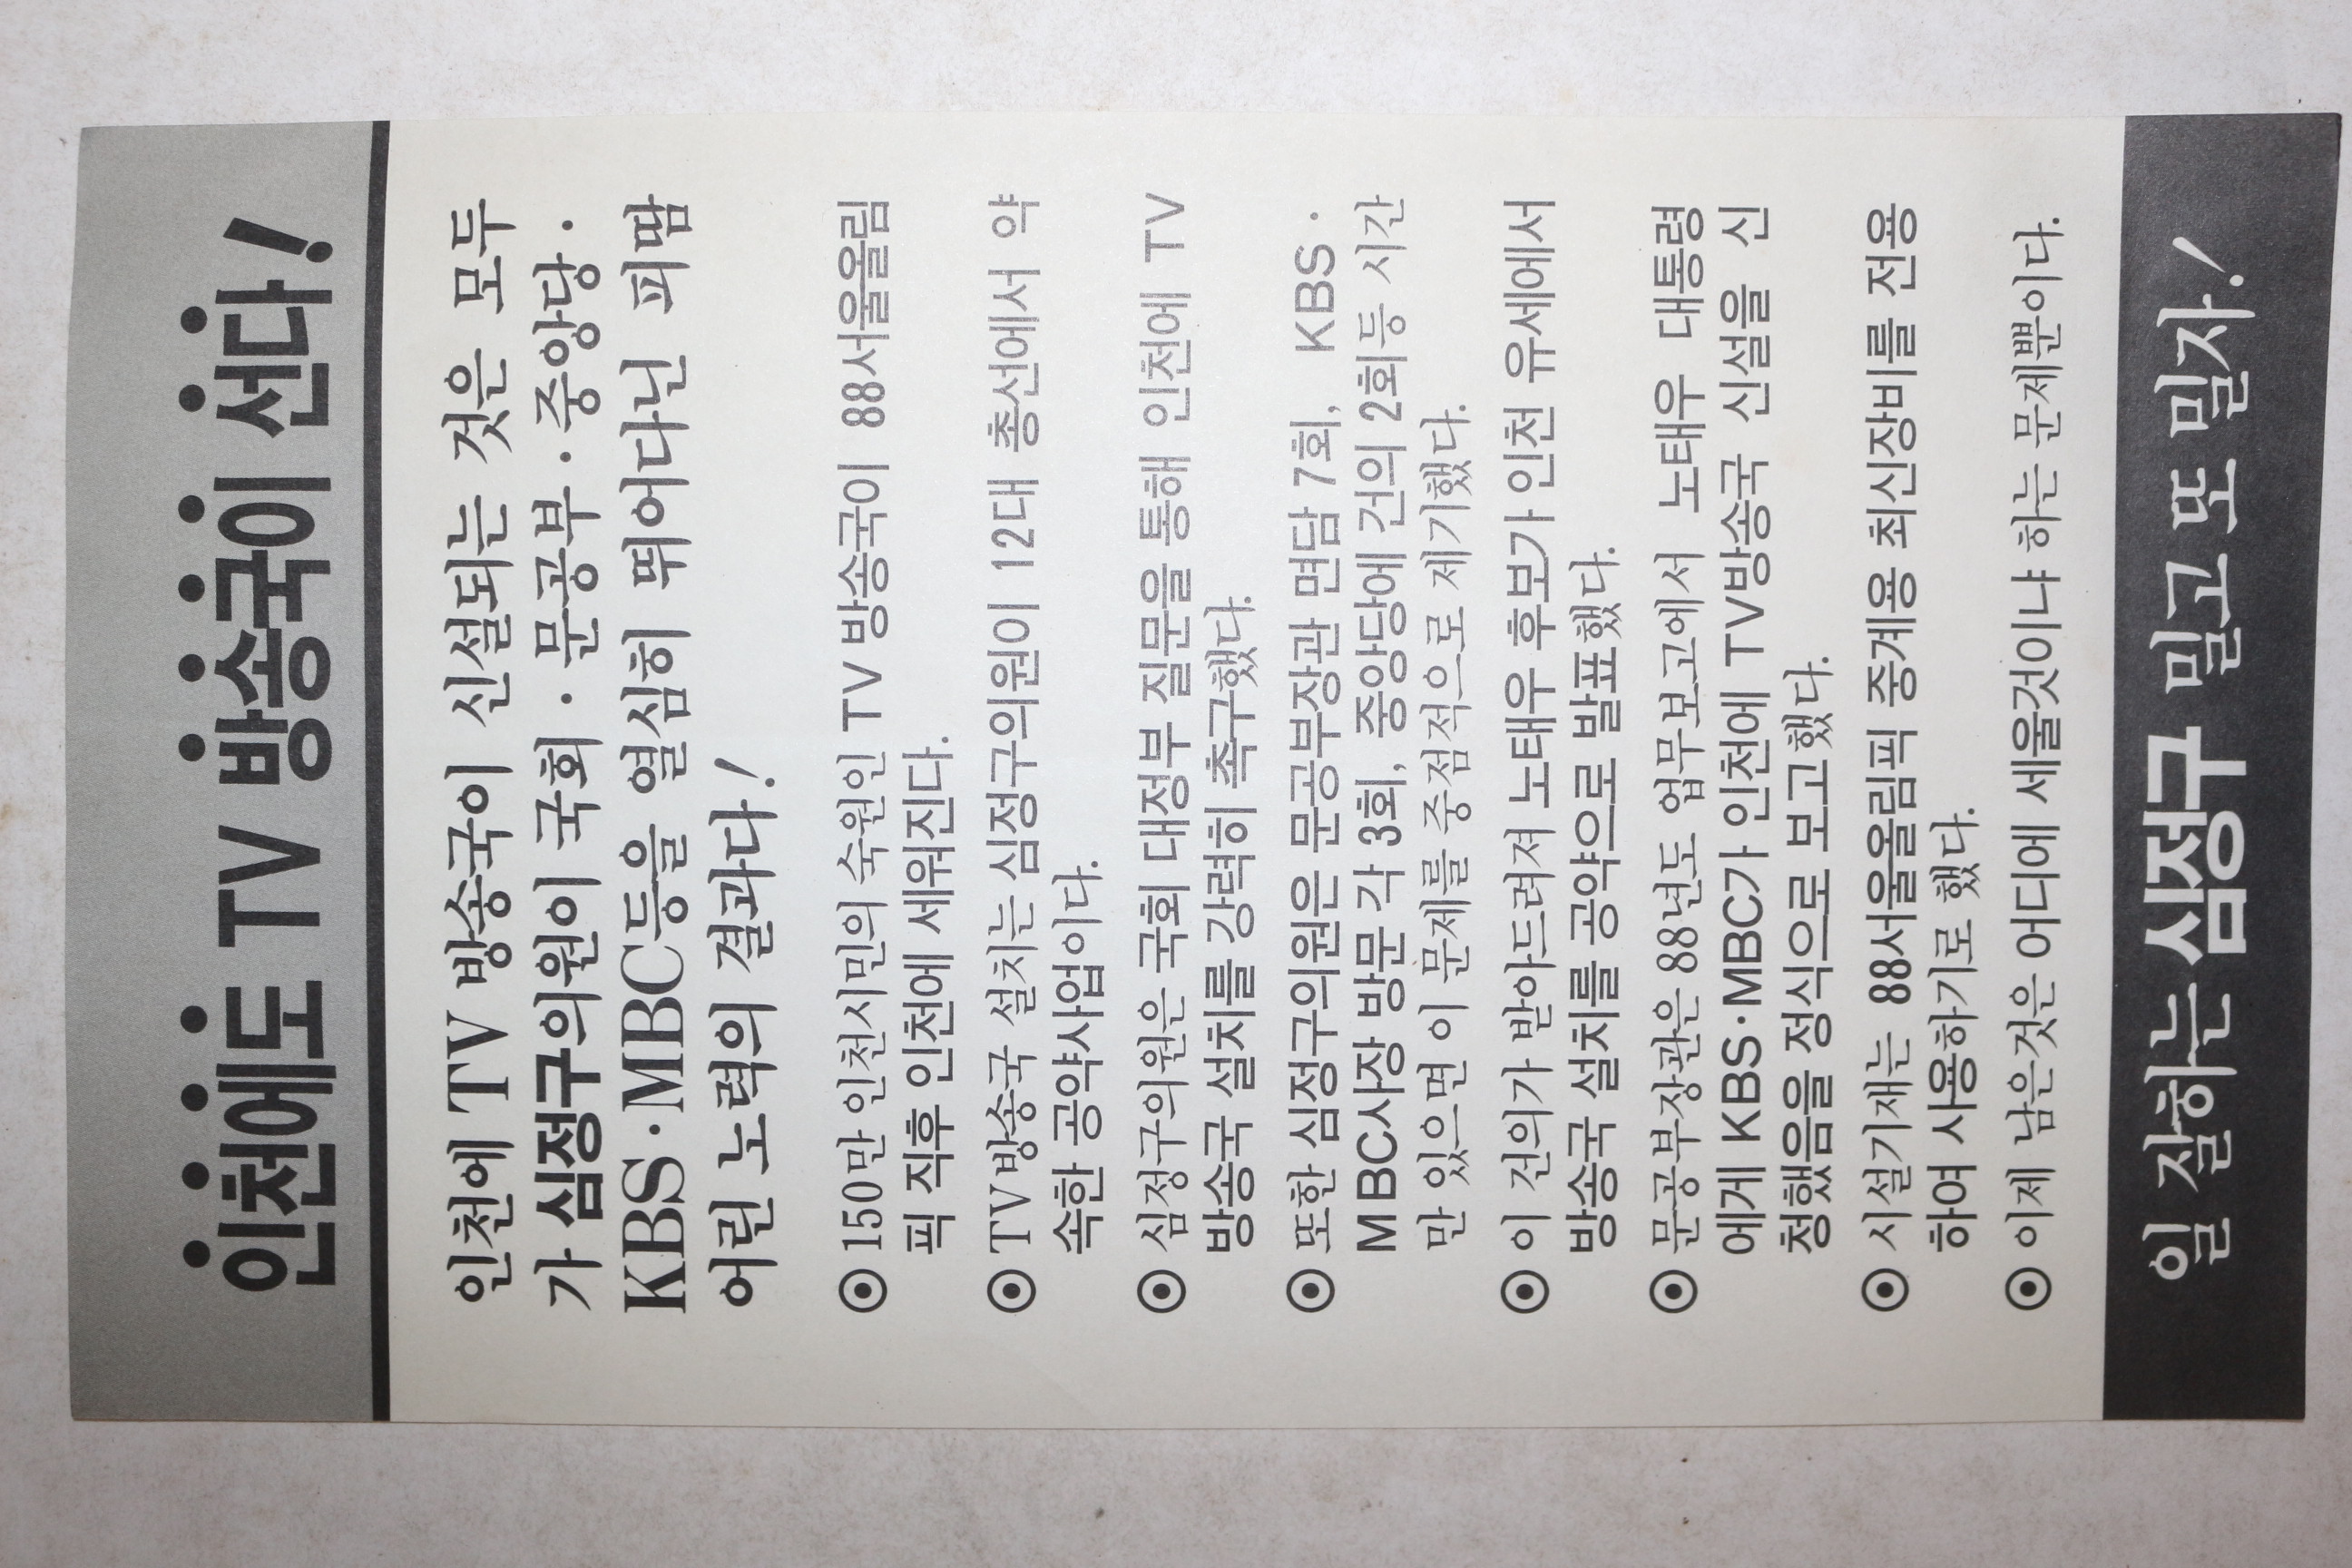 인천에도 TV 방송국이 선다!
인천에 TV 방송국이 신설되는 것은 모두
가 심정구의원이 국회·문공부·중앙당·
KBS·MBC등을 열심히 뛰어다닌 피땀
어린 노력의 결과다!
⊙ 150만 인천시민의 숙원인 TV 방송국이 88서울올림
픽 직후 인천에 세워진다.
⊙ TV방송국 설치는 심정구의원이 12대 총선에서 약
속한 공약사업이다.
⊙ 심정구의원은 국회 대정부 질문을 통해 인천에 TV
방송국 설치를 강력히 촉구했다.
⊙ 또한 심정구의원은 문공부장관 면담 7회, KBS·
MBC사장 방문 각 3회, 중앙당에 건의 2회등 시간
만 있으면 이 문제를 중점적으로 제기했다.
⊙ 이 건의가 받아드려져 노태우 후보가 인천 유세에서
방송국 설치를 공약으로 발표했다.
⊙ 문공부장관은 88년도 업무보고에서 노태우 대통령
에게 KBS·MBC가 인천에 TV방송국 신설을 신
청했음을 정식으로 보고했다.
⊙ 시설기재는 88서울올림픽 중계용 최신장비를 전용
하여 사용하기로 했다.
⊙ 이제 남은것은 어디에 세울것이냐 하는 문제뿐이다.
일 잘하는 심정구 밀고 또 밀자!